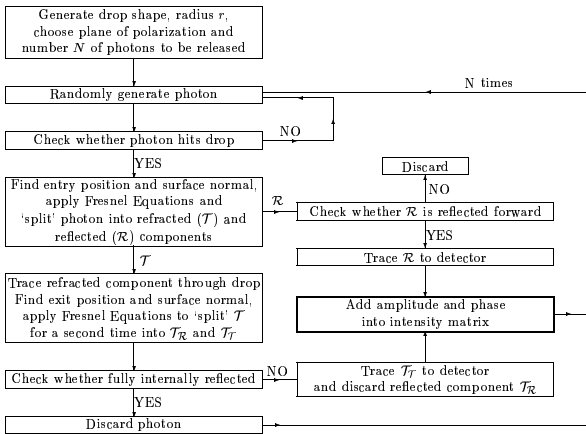 Generate drop shape, radius r,
choose plane of polarization and
number N of photons to be released
N times
Randomly generate photon
Check whether photon hits drop
NO
YES
Discard
NO
Find entry position and surface normal,
apply Fresnel Equations and
'split' photon into refracted (𝒯) and
reflected (ℛ) components
ℛ
Check whether ℛ is reflected forward
YES
𝒯
Trace ℛ to detector
Trace refracted component through drop
Find exit position and surface normal,
apply Fresnel Equations to 'split' 𝒯
for a second time into 𝒯_ℛ and 𝒯_𝒯
Add amplitude and phase
into intensity matrix
Check whether fully internally reflected
NO
Trace 𝒯_𝒯 to detector
and discard reflected component 𝒯_ℛ
YES
Discard photon